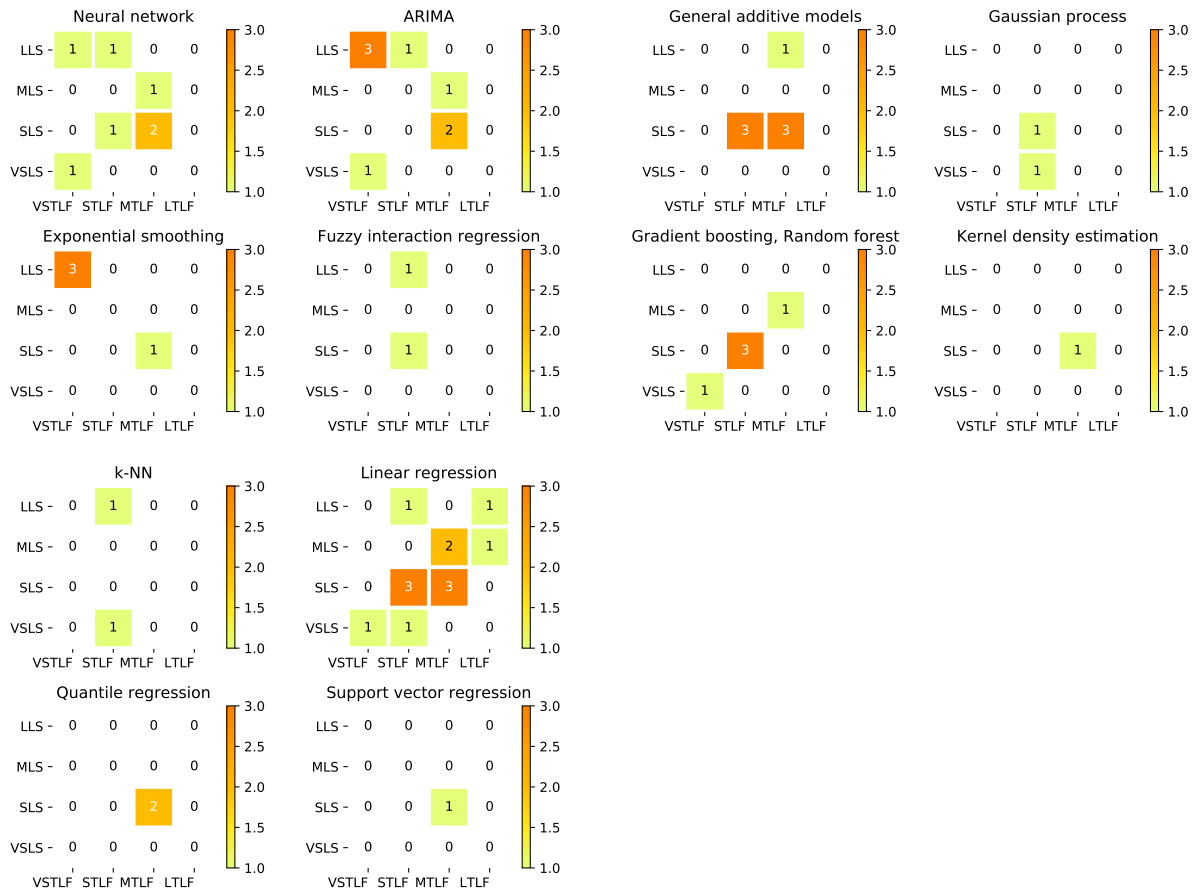 Neural network
LLS 1 1 0 0
MLS 0 0 1 0
SLS 0 1 2 0
VSLS 1 0 0 0
VSTLF STLF MTLF LTLF
3.0
2.5
2.0
1.5
1.0
ARIMA
LLS 3 1 0 0
MLS 0 0 1 0
SLS 0 0 2 0
VSLS 1 0 0 0
VSTLF STLF MTLF LTLF
3.0
2.5
2.0
1.5
1.0
General additive models
LLS 0 0 1 0
MLS 0 0 0 0
SLS 0 3 3 0
VSLS 0 0 0 0
VSTLF STLF MTLF LTLF
3.0
2.5
2.0
1.5
1.0
Gaussian process
LLS 0 0 0 0
MLS 0 0 0 0
SLS 0 1 0 0
VSLS 0 1 0 0
VSTLF STLF MTLF LTLF
3.0
2.5
2.0
1.5
1.0
Exponential smoothing
LLS 3 0 0 0
MLS 0 0 0 0
SLS 0 0 1 0
VSLS 0 0 0 0
VSTLF STLF MTLF LTLF
3.0
2.5
2.0
1.5
1.0
Fuzzy interaction regression
LLS 0 1 0 0
MLS 0 0 0 0
SLS 0 1 0 0
VSLS 0 0 0 0
VSTLF STLF MTLF LTLF
3.0
2.5
2.0
1.5
1.0
Gradient boosting, Random forest
LLS 0 0 0 0
MLS 0 0 1 0
SLS 0 3 0 0
VSLS 1 0 0 0
VSTLF STLF MTLF LTLF
3.0
2.5
2.0
1.5
1.0
Kernel density estimation
LLS 0 0 0 0
MLS 0 0 0 0
SLS 0 0 1 0
VSLS 0 0 0 0
VSTLF STLF MTLF LTLF
3.0
2.5
2.0
1.5
1.0
k-NN
LLS 0 1 0 0
MLS 0 0 0 0
SLS 0 0 0 0
VSLS 0 1 0 0
VSTLF STLF MTLF LTLF
3.0
2.5
2.0
1.5
1.0
Linear regression
LLS 0 1 0 1
MLS 0 0 2 1
SLS 0 3 3 0
VSLS 1 1 0 0
VSTLF STLF MTLF LTLF
3.0
2.5
2.0
1.5
1.0
Quantile regression
LLS 0 0 0 0
MLS 0 0 0 0
SLS 0 0 2 0
VSLS 0 0 0 0
VSTLF STLF MTLF LTLF
3.0
2.5
2.0
1.5
1.0
Support vector regression
LLS 0 0 0 0
MLS 0 0 0 0
SLS 0 0 1 0
VSLS 0 0 0 0
VSTLF STLF MTLF LTLF
3.0
2.5
2.0
1.5
1.0